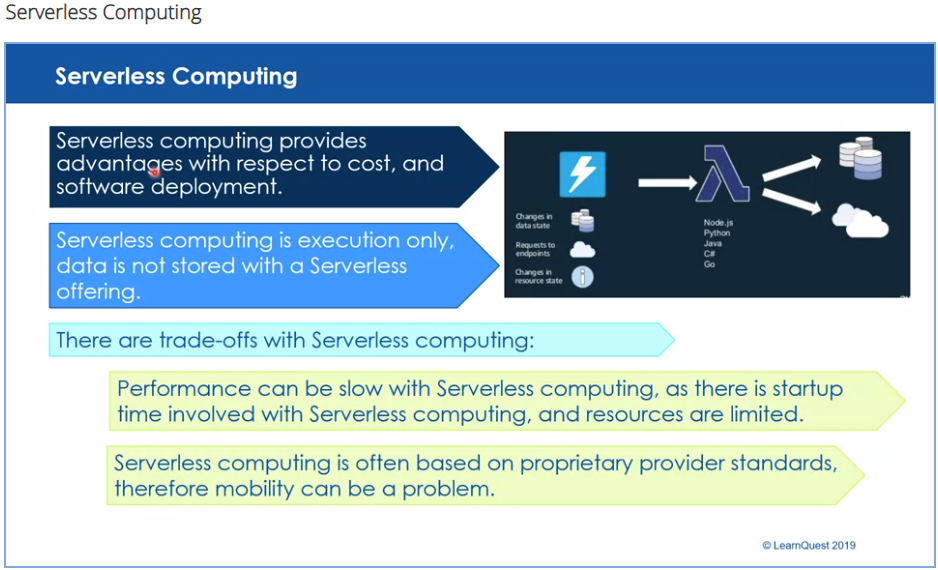 Serverless Computing
Serverless Computing
Serverless computing provides
advantages with respect to cost, and
software deployment.
Serverless computing is execution only,
data is not stored with a Serverless
offering.
Changes in
data state
Requests to
endpoints
Changes in
resource state
Node.js
Python
Java
C#
Go
There are trade-offs with Serverless computing:
Performance can be slow with Serverless computing, as there is startup
time involved with Serverless computing, and resources are limited.
Serverless computing is often based on proprietary provider standards,
therefore mobility can be a problem.
© LearnQuest 2019